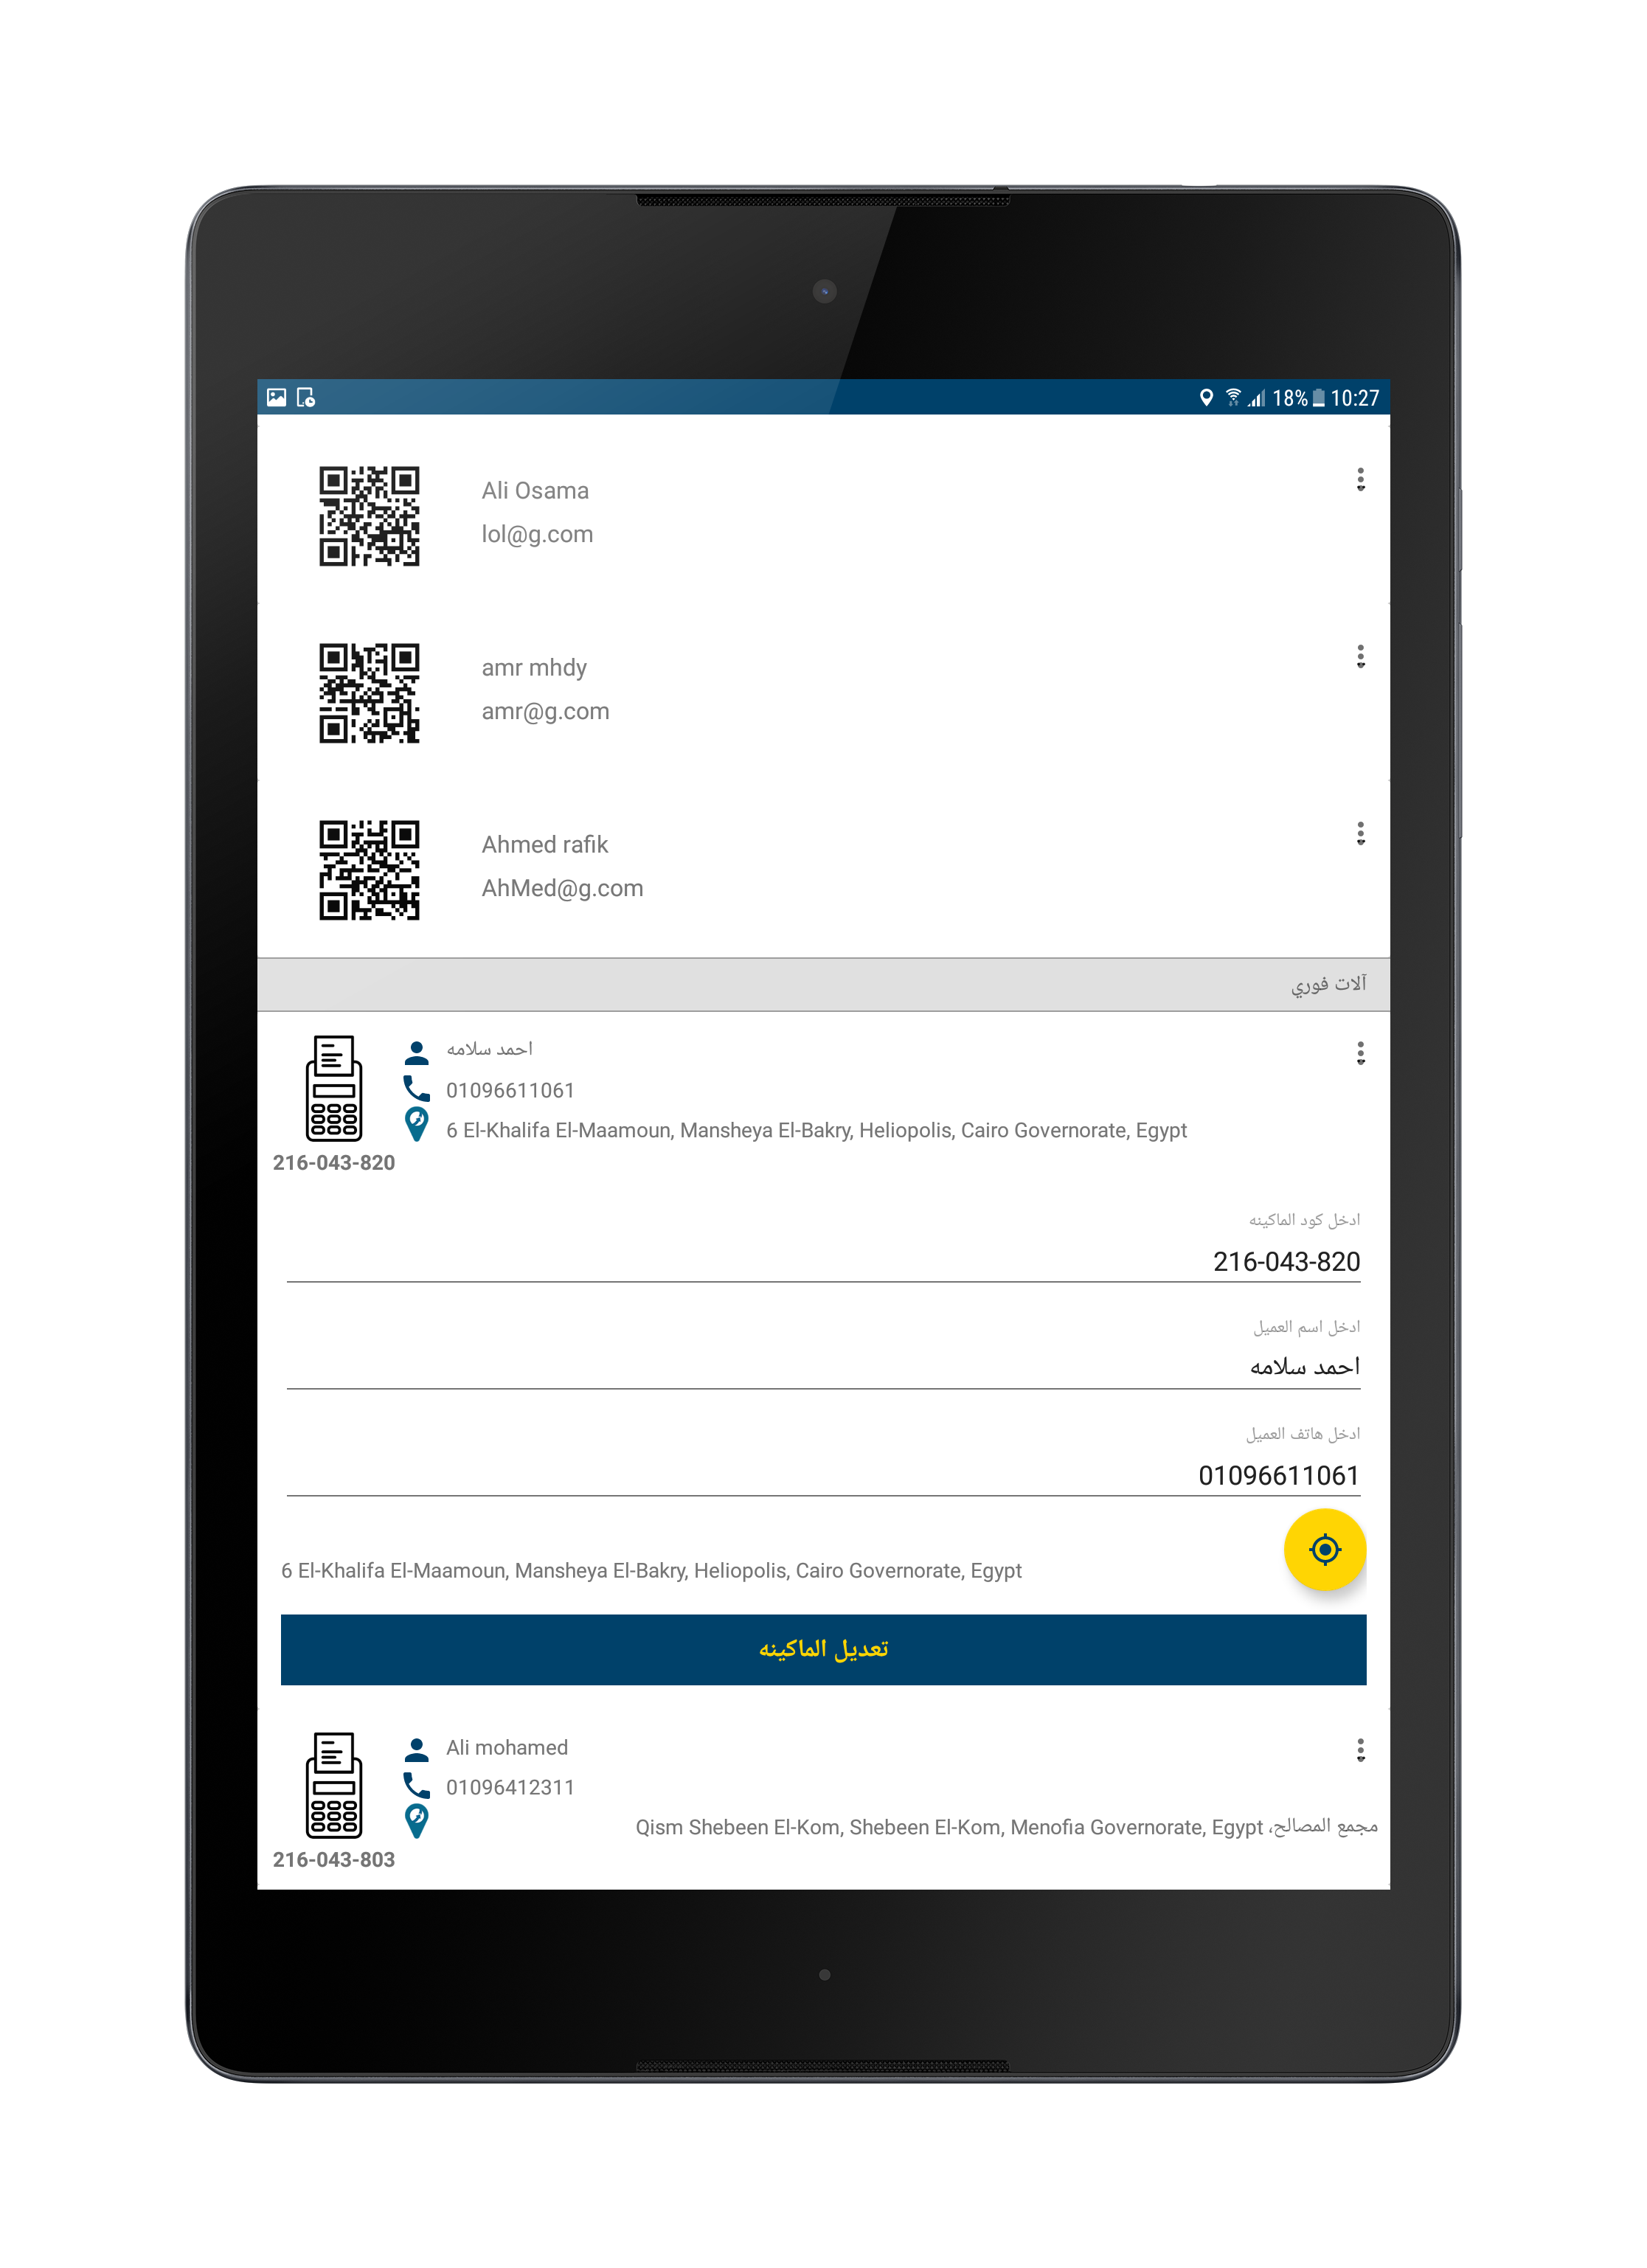 18% 10:27
Ali Osama
lol@g.com
amr mhdy
amr@g.com
Ahmed rafik
AhMed@g.com
آلات فوري
احمد سلامه
01096611061
6 El-Khalifa El-Maamoun, Mansheya El-Bakry, Heliopolis, Cairo Governorate, Egypt
216-043-820
ادخل كود الماكينه
216-043-820
ادخل اسم العميل
احمد سلامه
ادخل هاتف العميل
01096611061
6 El-Khalifa El-Maamoun, Mansheya El-Bakry, Heliopolis, Cairo Governorate, Egypt
تعديل الماكينه
Ali mohamed
01096412311
مجمع المصالح، Qism Shebeen El-Kom, Shebeen El-Kom, Menofia Governorate, Egypt
216-043-803